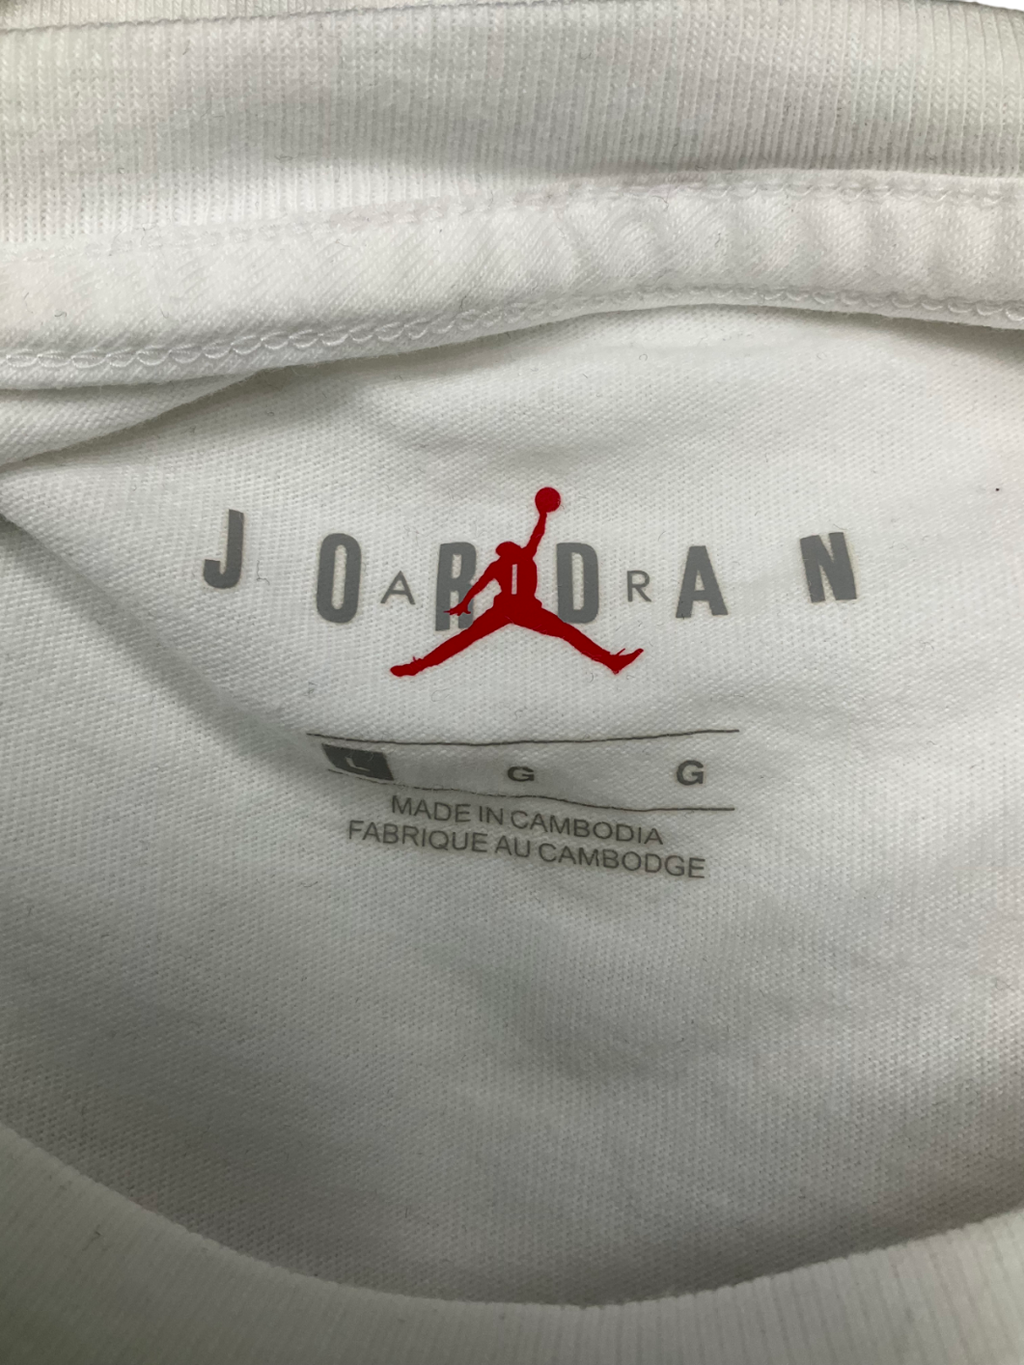 JORDAN
AIR
L G G
MADE IN CAMBODIA
FABRIQUE AU CAMBODGE